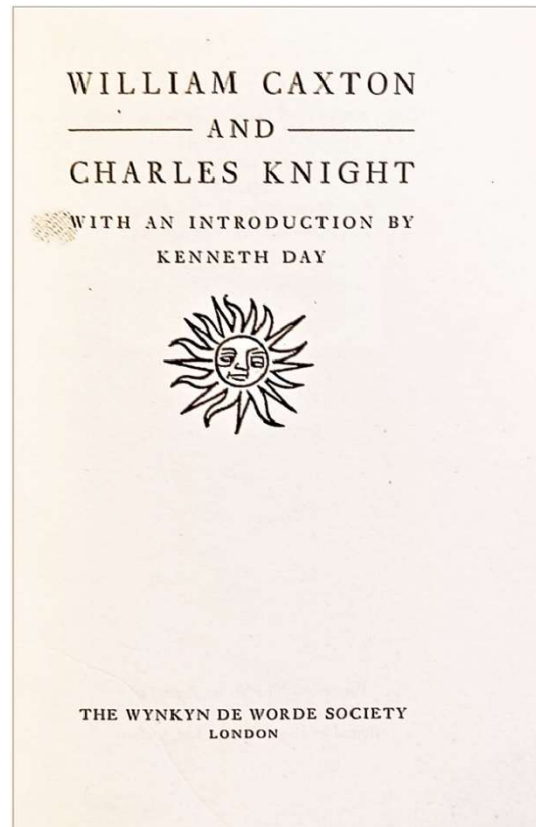 WILLIAM CAXTON
AND
CHARLES KNIGHT
WITH AN INTRODUCTION BY
KENNETH DAY
THE WYNKYN DE WORDE SOCIETY
LONDON